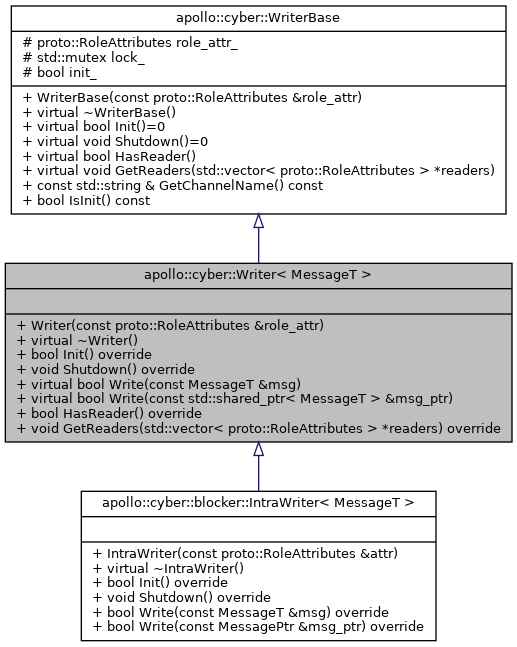 apollo::cyber::WriterBase
# proto::RoleAttributes role_attr_
# std::mutex lock_
# bool init_
+ WriterBase(const proto::RoleAttributes &role_attr)
+ virtual ~WriterBase()
+ virtual bool Init()=0
+ virtual void Shutdown()=0
+ virtual bool HasReader()
+ virtual void GetReaders(std::vector< proto::RoleAttributes > *readers)
+ const std::string & GetChannelName() const
+ bool IsInit() const
apollo::cyber::Writer< MessageT >
+ Writer(const proto::RoleAttributes &role_attr)
+ virtual ~Writer()
+ bool Init() override
+ void Shutdown() override
+ virtual bool Write(const MessageT &msg)
+ virtual bool Write(const std::shared_ptr< MessageT > &msg_ptr)
+ bool HasReader() override
+ void GetReaders(std::vector< proto::RoleAttributes > *readers) override
apollo::cyber::blocker::IntraWriter< MessageT >
+ IntraWriter(const proto::RoleAttributes &attr)
+ virtual ~IntraWriter()
+ bool Init() override
+ void Shutdown() override
+ bool Write(const MessageT &msg) override
+ bool Write(const MessagePtr &msg_ptr) override